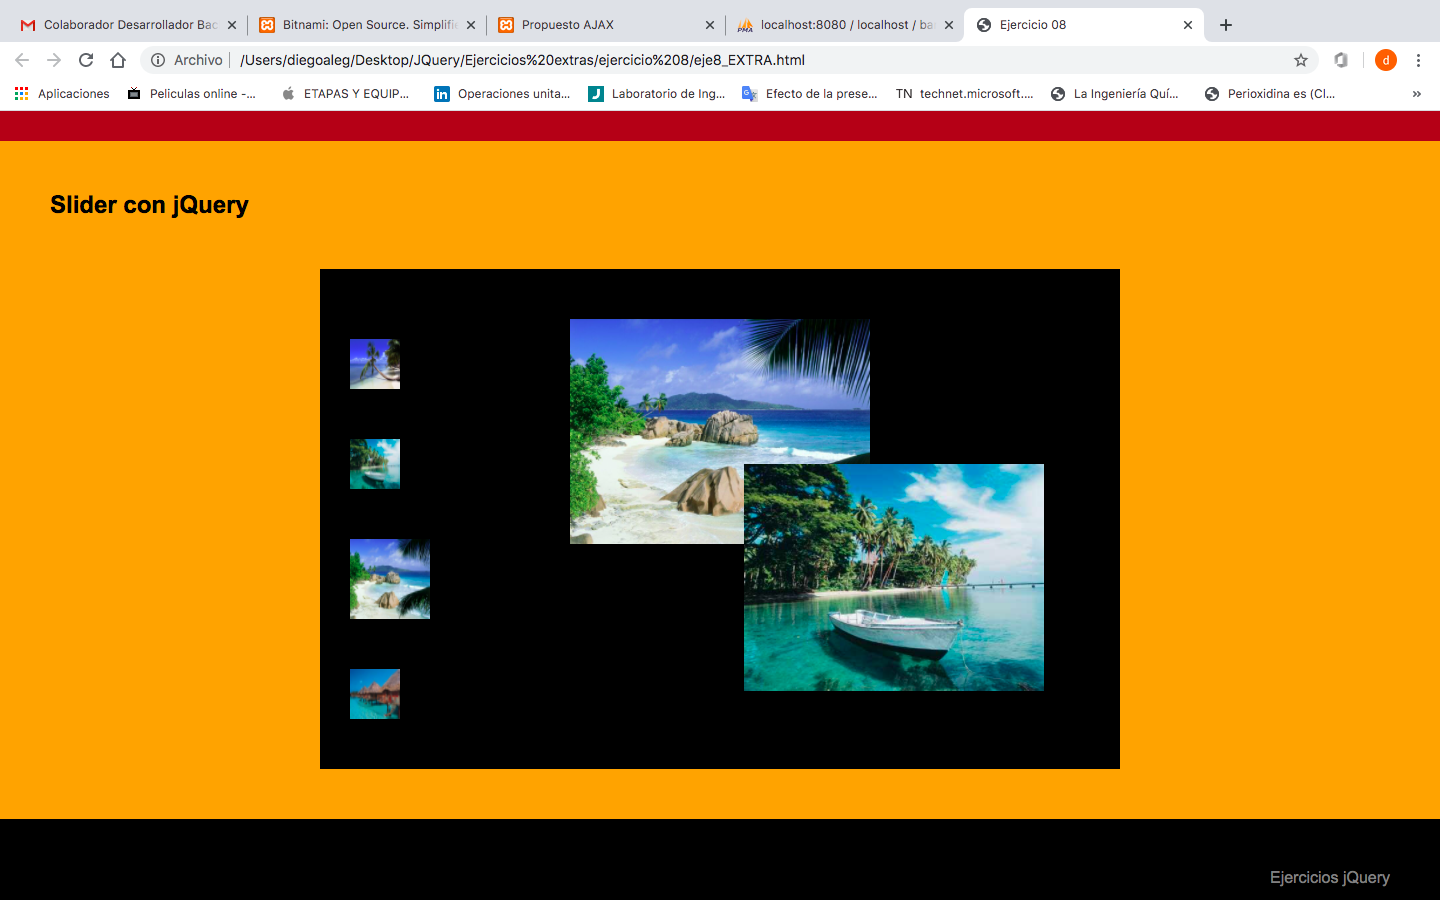 Colaborador Desarrollador Bac
Bitnami: Open Source. Simplifie
Propuesto AJAX
localhost:8080 / localhost / ba
Ejercicio 08
Archivo
/Users/diegoaleg/Desktop/JQuery/Ejercicios%20extras/ejercicio%208/eje8_EXTRA.html
d
Aplicaciones
Peliculas online -...
ETAPAS Y EQUIP...
Operaciones unita...
Laboratorio de Ing...
Efecto de la prese...
TN technet.microsoft....
La Ingeniería Quí...
Perioxidina es (Cl...
»
Slider con jQuery
Ejercicios jQuery